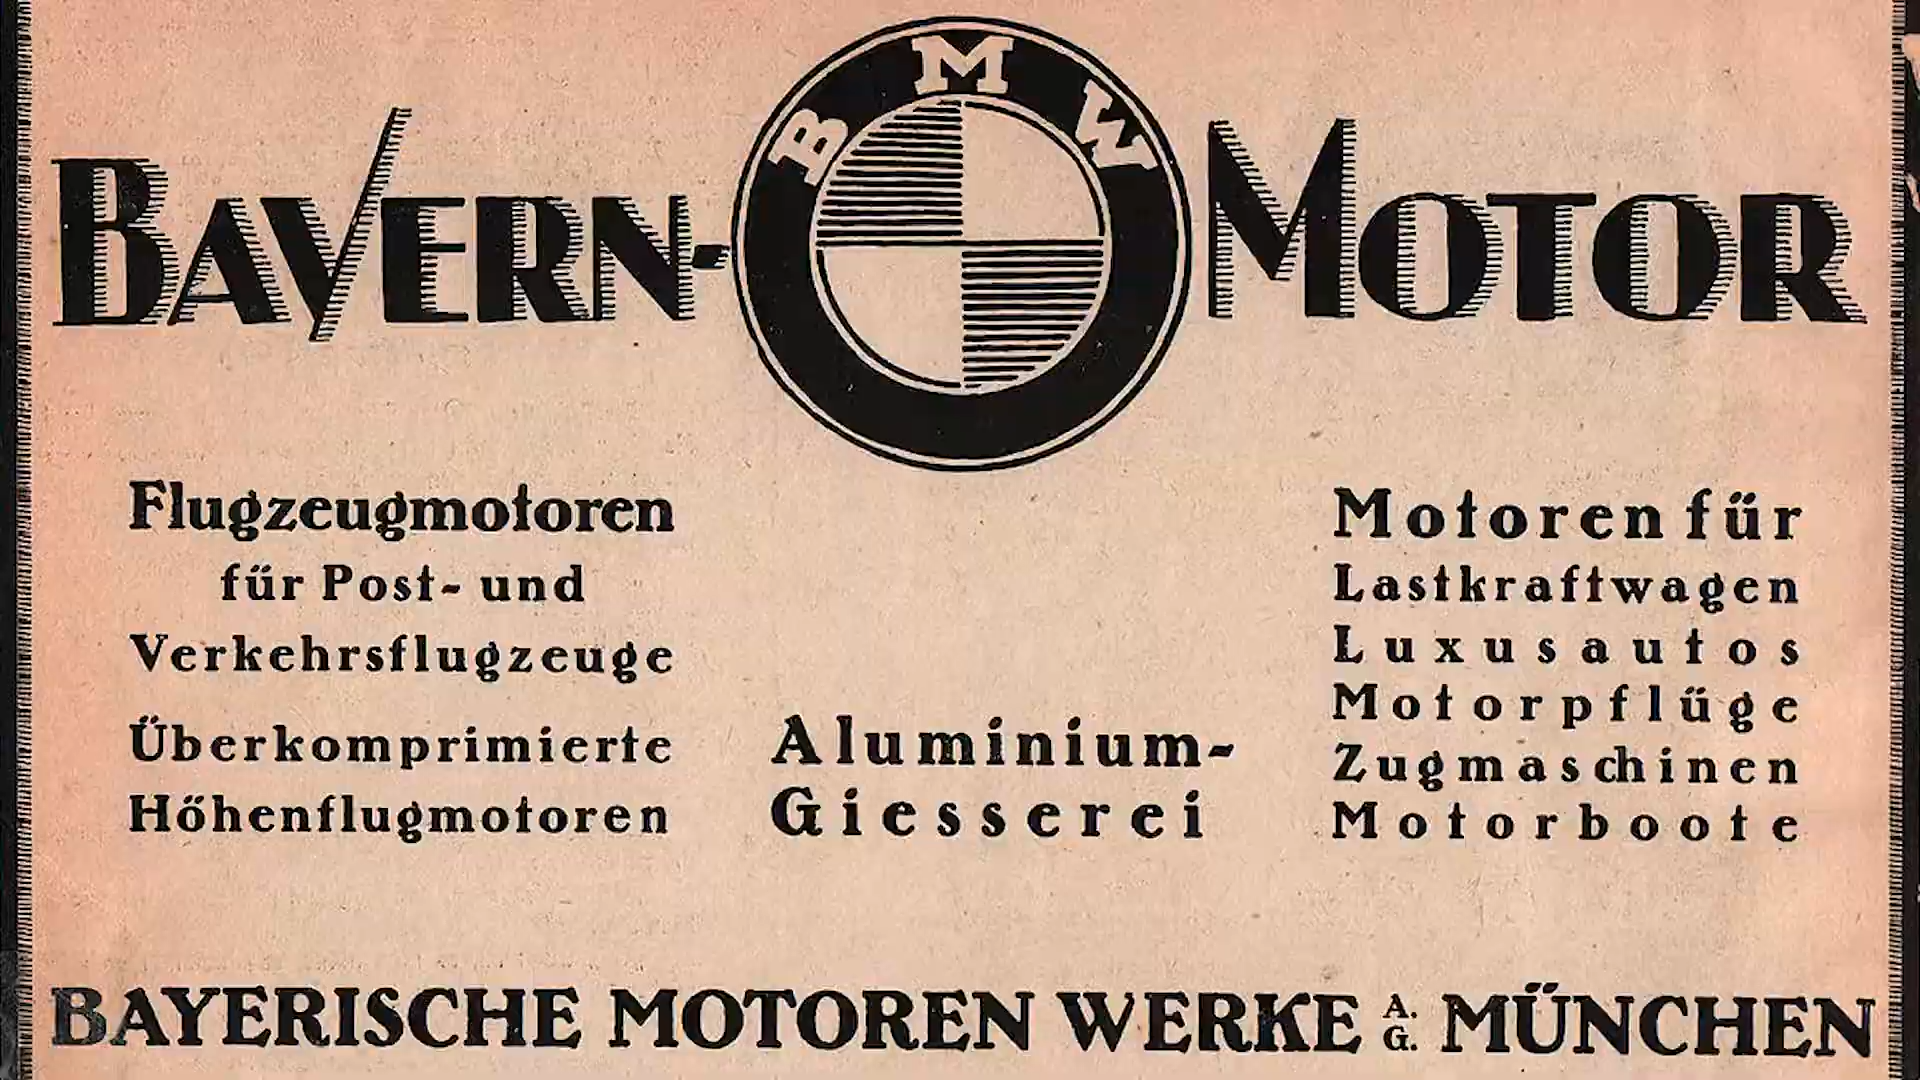 BAYERN-
BMW
MOTOR
Flugzeugmotoren
für Post- und
Verkehrsflugzeuge
Überkomprimierte
Höhenflugmotoren
Aluminium-
Giesserei
Motoren für
Lastkraftwagen
Luxusautos
Motorpflüge
Zugmaschinen
Motorboote
BAYERISCHE MOTOREN WERKE A.G. MÜNCHEN